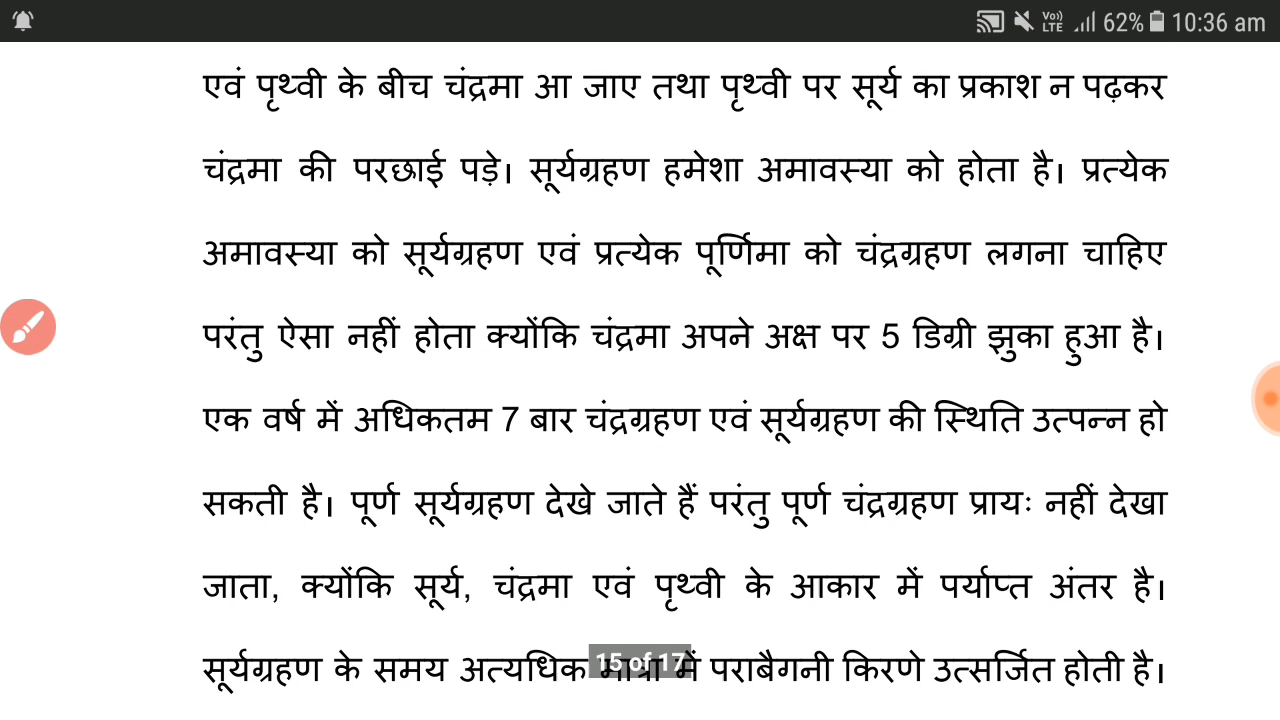 Vo)) LTE 62% 10:36 am
एवं पृथ्वी के बीच चंद्रमा आ जाए तथा पृथ्वी पर सूर्य का प्रकाश न पढ़कर
चंद्रमा की परछाई पड़े। सूर्यग्रहण हमेशा अमावस्या को होता है। प्रत्येक
अमावस्या को सूर्यग्रहण एवं प्रत्येक पूर्णिमा को चंद्रग्रहण लगना चाहिए
परंतु ऐसा नहीं होता क्योंकि चंद्रमा अपने अक्ष पर 5 डिग्री झुका हुआ है।
एक वर्ष में अधिकतम 7 बार चंद्रग्रहण एवं सूर्यग्रहण की स्थिति उत्पन्न हो
सकती है। पूर्ण सूर्यग्रहण देखे जाते हैं परंतु पूर्ण चंद्रग्रहण प्रायः नहीं देखा
जाता, क्योंकि सूर्य, चंद्रमा एवं पृथ्वी के आकार में पर्याप्त अंतर है।
सूर्यग्रहण के समय अत्यधिक मात्रा में पराबैगनी किरणे उत्सर्जित होती है।
15 of 17